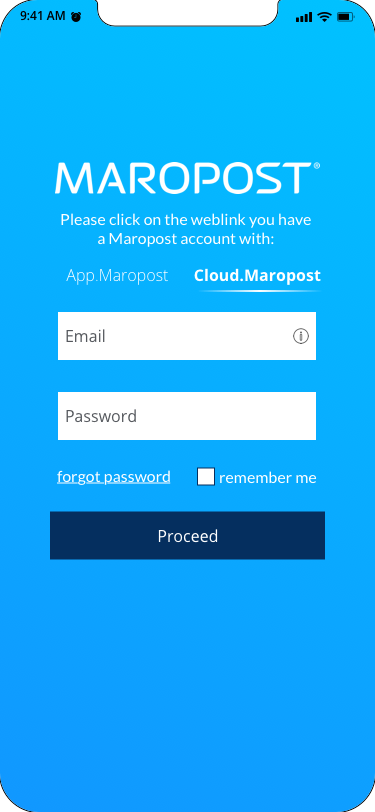 9:41 AM
MAROPOST®
Please click on the weblink you have
a Maropost account with:
App.Maropost Cloud.Maropost
Email
Password
forgot password remember me
Proceed